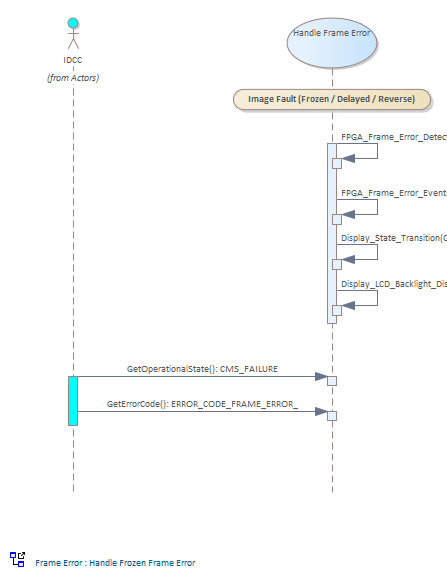 Handle Frame Error
IDCC
(from Actors)
Image Fault (Frozen / Delayed / Reverse)
FPGA_Frame_Error_Detect
FPGA_Frame_Error_Event
Display_State_Transition(
Display_LCD_Backlight_Dis
GetOperationalState(): CMS_FAILURE
GetErrorCode(): ERROR_CODE_FRAME_ERROR_
Frame Error : Handle Frozen Frame Error